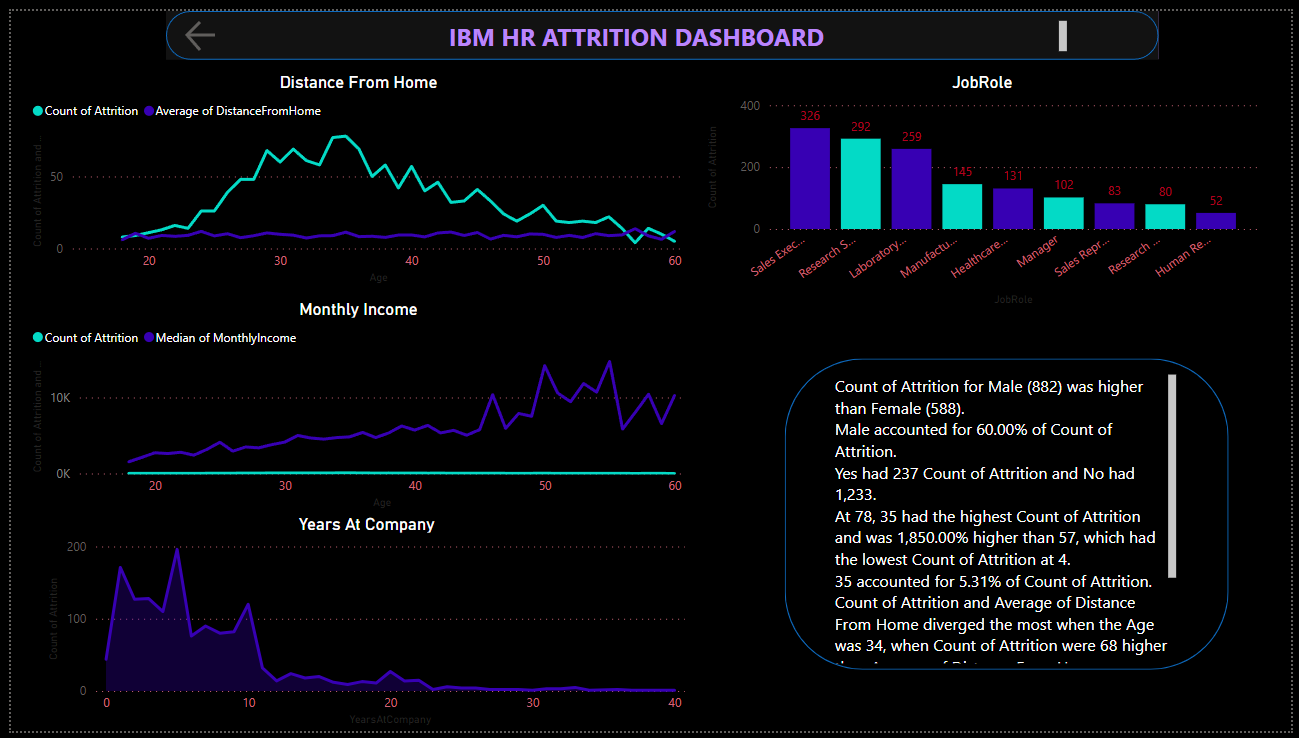 IBM HR ATTRITION DASHBOARD
Distance From Home
Count of Attrition Average of DistanceFromHome
Count of Attrition and ...
50
0
20 30 40 50 60
Age
Monthly Income
Count of Attrition Median of MonthlyIncome
Count of Attrition and ...
10K
0K
20 30 40 50 60
Age
Years At Company
Count of Attrition
200
100
0
0 10 20 30 40
YearsAtCompany
JobRole
Count of Attrition
400
200
0
326 292 259 145 131 102 83 80 52
Sales Exec... Research S... Laboratory... Manufactu... Healthcare... Manager Sales Repr... Research ... Human Re...
JobRole
Count of Attrition for Male (882) was higher
than Female (588).
Male accounted for 60.00% of Count of
Attrition.
Yes had 237 Count of Attrition and No had
1,233.
At 78, 35 had the highest Count of Attrition
and was 1,850.00% higher than 57, which had
the lowest Count of Attrition at 4.
35 accounted for 5.31% of Count of Attrition.
Count of Attrition and Average of Distance
From Home diverged the most when the Age
was 34, when Count of Attrition were 68 higher